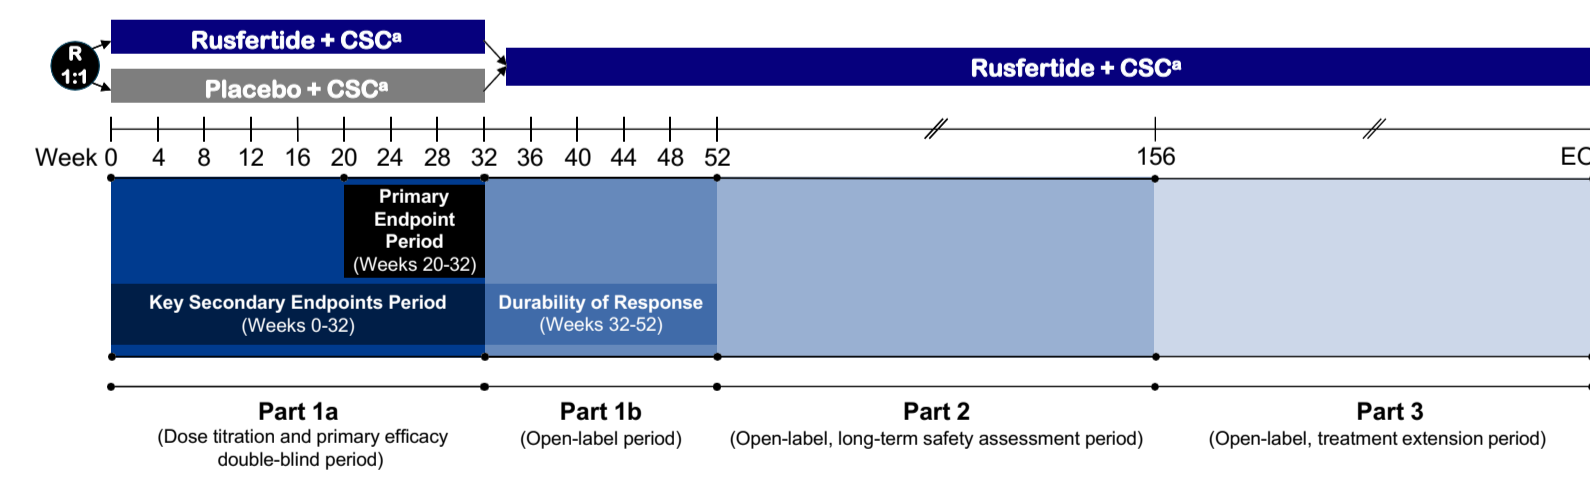 R
1:1
Rusfertide + CSCᵃ
Placebo + CSCᵃ
Rusfertide + CSCᵃ
Week 0 4 8 12 16 20 24 28 32 36 40 44 48 52 156 EO
Primary
Endpoint
Period
(Weeks 20-32)
Key Secondary Endpoints Period
(Weeks 0-32)
Durability of Response
(Weeks 32-52)
Part 1a
(Dose titration and primary efficacy
double-blind period)
Part 1b
(Open-label period)
Part 2
(Open-label, long-term safety assessment period)
Part 3
(Open-label, treatment extension period)